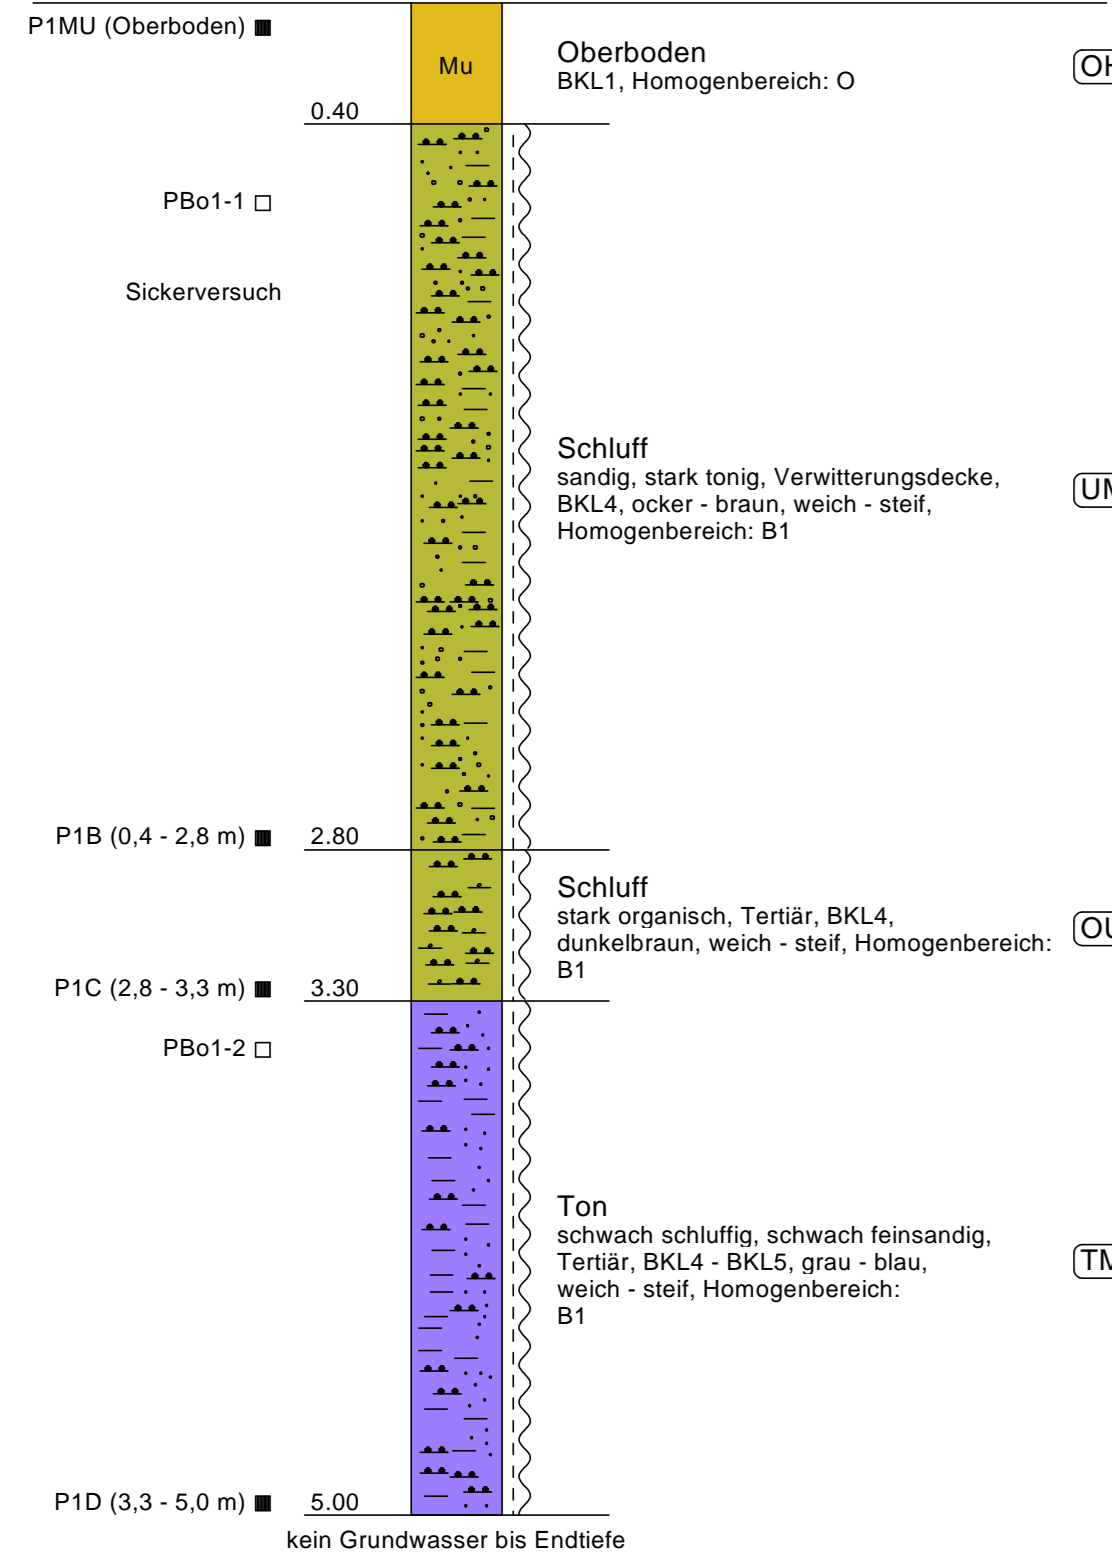 P1MU (Oberboden)
Mu
Oberboden
BKL1, Homogenbereich: O
0.40
PBo1-1
Sickerversuch
Schluff
sandig, stark tonig, Verwitterungsdecke,
BKL4, ocker - braun, weich - steif,
Homogenbereich: B1
P1B (0,4 - 2,8 m)
2.80
Schluff
stark organisch, Tertiär, BKL4,
dunkelbraun, weich - steif, Homogenbereich:
B1
P1C (2,8 - 3,3 m)
3.30
PBo1-2
Ton
schwach schluffig, schwach feinsandig,
Tertiär, BKL4 - BKL5, grau - blau,
weich - steif, Homogenbereich:
B1
P1D (3,3 - 5,0 m)
5.00
kein Grundwasser bis Endtiefe